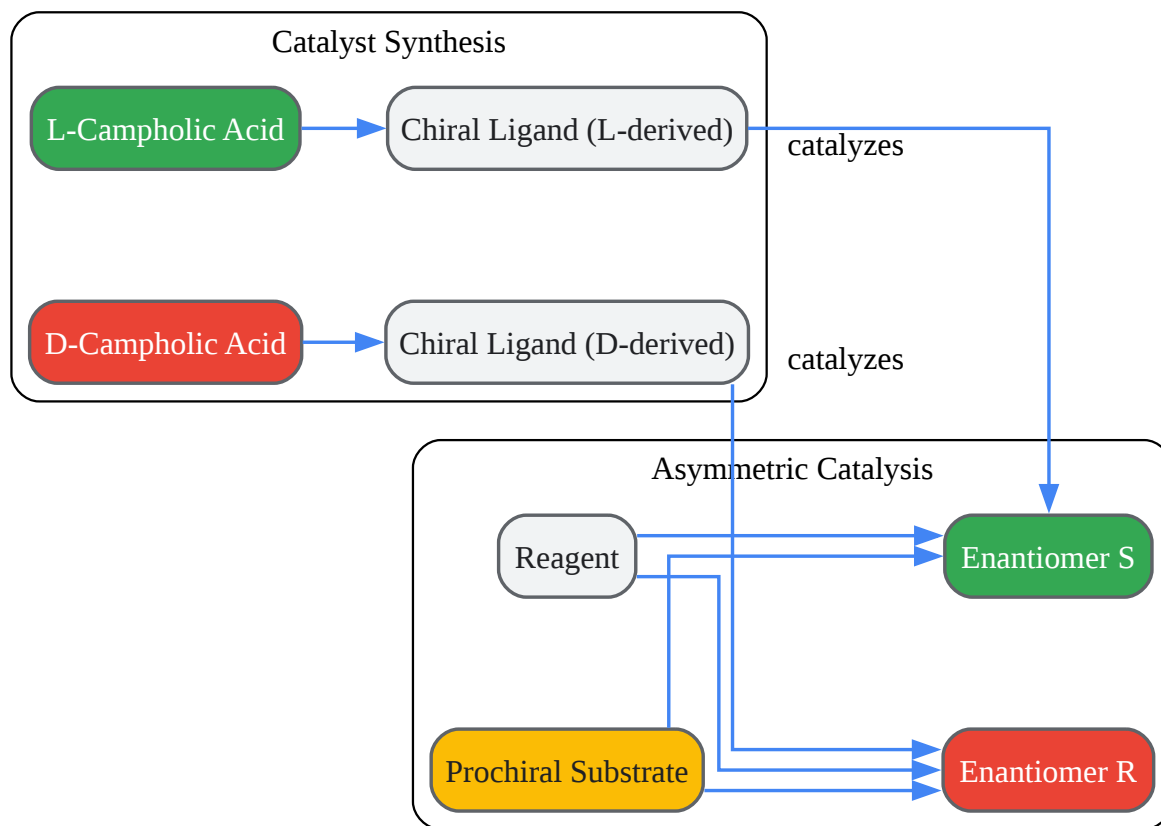 Catalyst Synthesis
L-Campholic Acid
Chiral Ligand (L-derived)
catalyzes
D-Campholic Acid
Chiral Ligand (D-derived)
catalyzes
Asymmetric Catalysis
Reagent
Enantiomer S
Prochiral Substrate
Enantiomer R